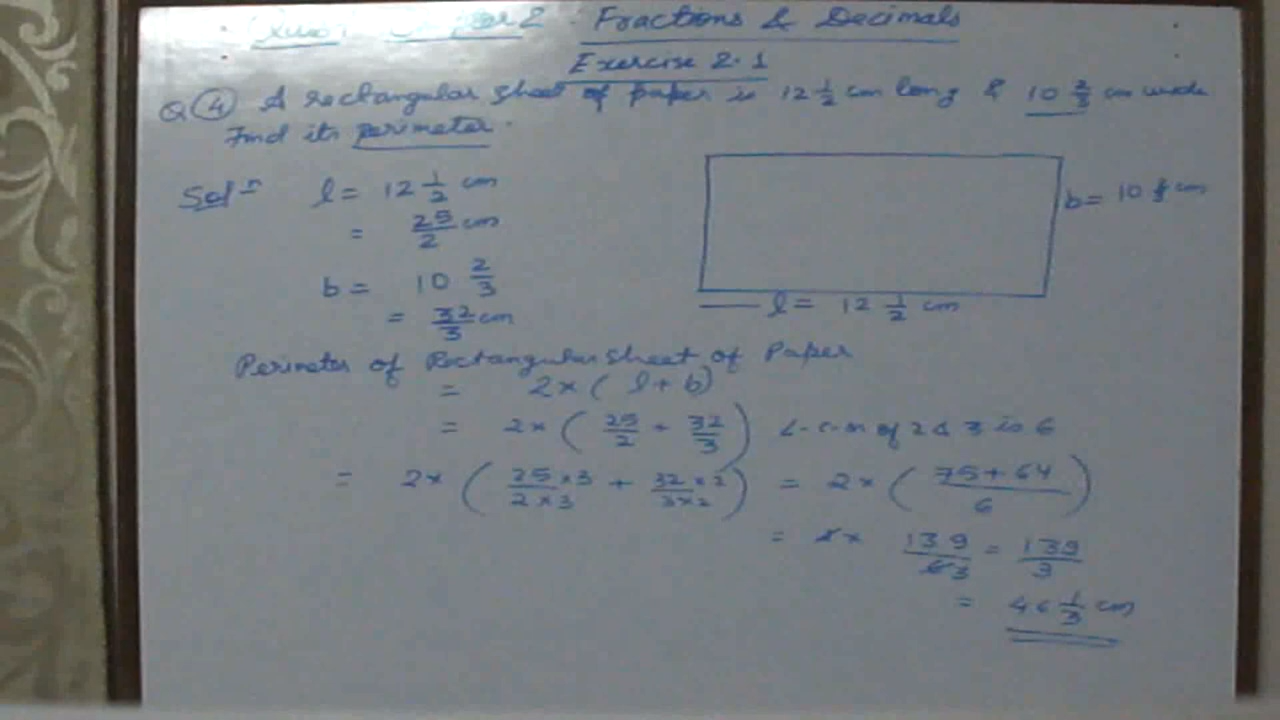 2 Fractions & Decimals
Exercise 2.1
Q ④ A rectangular sheet of paper is 12 1/2 cm long & 10 2/3 cm wide
Find its perimeter.
Solⁿ l = 12 1/2 cm
= 25/2 cm
b = 10 2/3
= 32/3 cm
b = 10 2/3 cm
l = 12 1/2 cm
Perimeter of Rectangular sheet of Paper
= 2 × ( l + b )
= 2 × ( 25/2 + 32/3 ) L.C.M of 2 & 3 is 6
= 2 × ( 25×3/2×3 + 32×2/3×2 ) = 2 × ( 75+64/6 )
= 2 × 139/6 3 = 139/3
= 46 1/3 cm